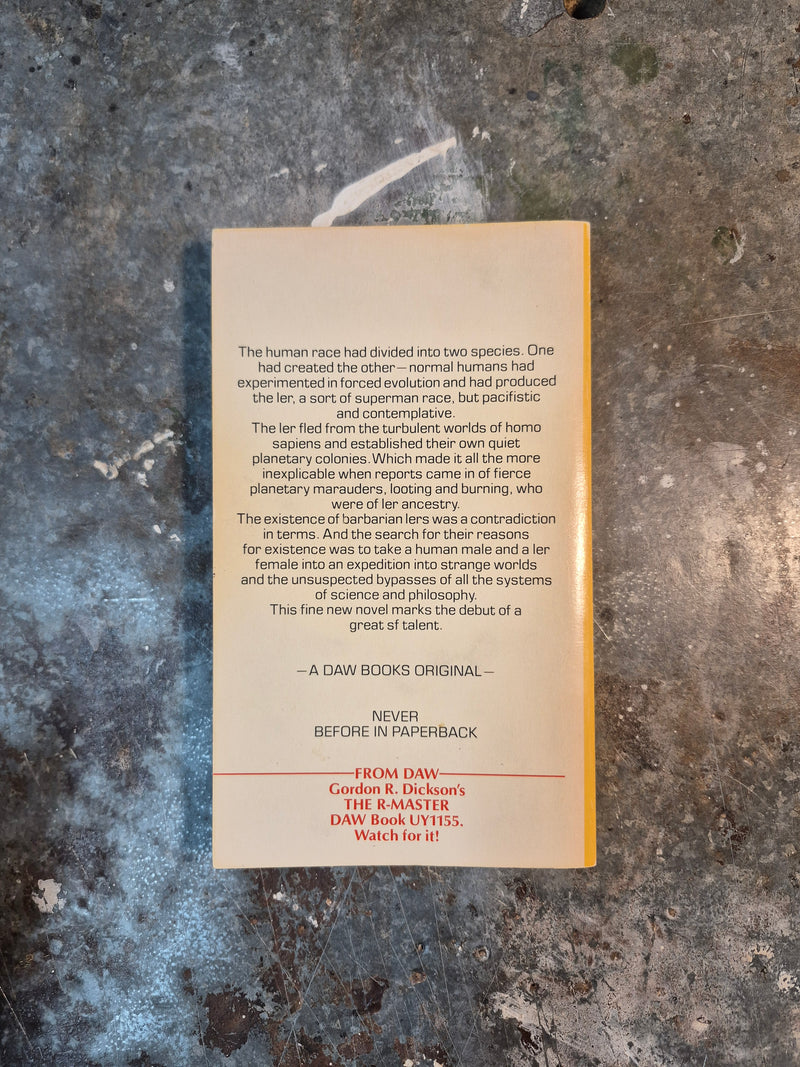 The human race had divided into two species. One
had created the other—normal humans had
experimented in forced evolution and had produced
the ler, a sort of superman race, but pacifistic
and contemplative.
The ler fled from the turbulent worlds of homo
sapiens and established their own quiet
planetary colonies. Which made it all the more
inexplicable when reports came in of fierce
planetary marauders, looting and burning, who
were of ler ancestry.
The existence of barbarian lers was a contradiction
in terms. And the search for their reasons
for existence was to take a human male and a ler
female into an expedition into strange worlds
and the unsuspected bypasses of all the systems
of science and philosophy.
This fine new novel marks the debut of a
great sf talent.
—A DAW BOOKS ORIGINAL—
NEVER
BEFORE IN PAPERBACK
FROM DAW
Gordon R. Dickson's
THE R-MASTER
DAW Book UY1155.
Watch for it!